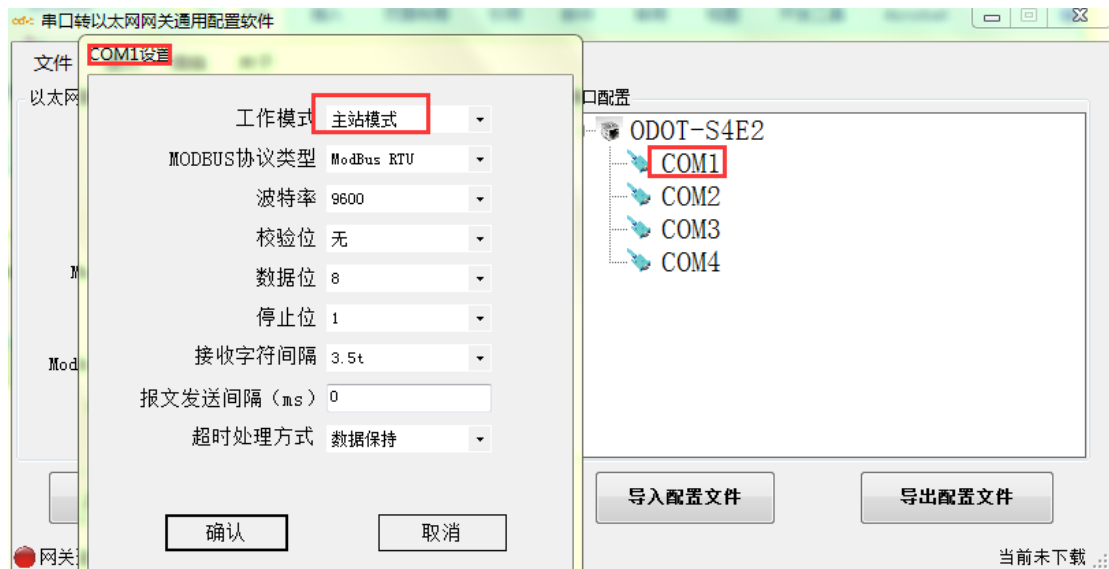 串口转以太网网关通用配置软件
文件
COM1设置
以太网
口配置
工作模式 主站模式
ODOT-S4E2
MODBUS协议类型 ModBus RTU
COM1
波特率 9600
COM2
校验位 无
COM3
数据位 8
COM4
停止位 1
接收字符间隔 3.5t
Mod
报文发送间隔（ms） 0
超时处理方式 数据保持
导入配置文件
导出配置文件
确认
取消
网关
当前未下载